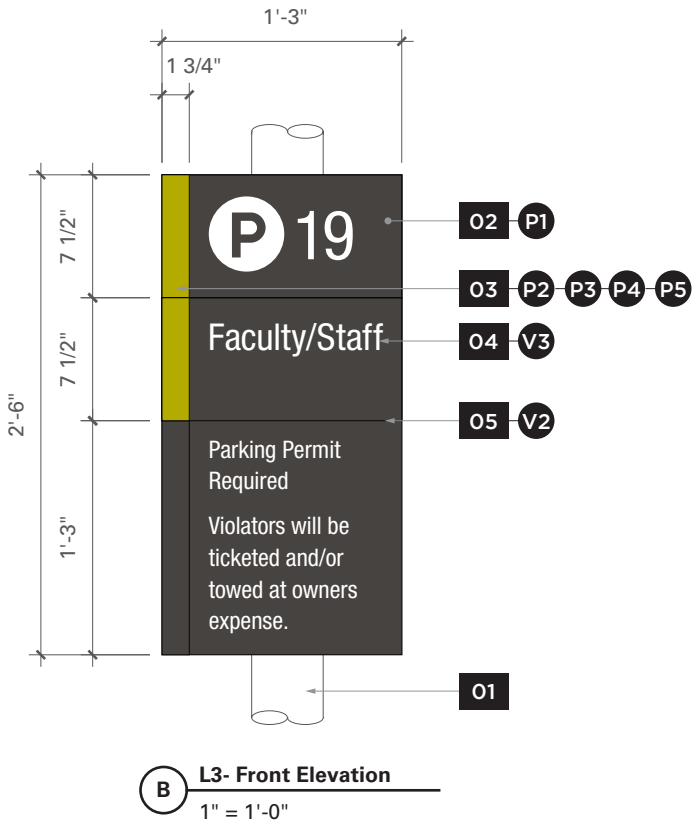 1'-3"
1 3/4"
7 1/2"
7 1/2"
2'-6"
1'-3"
P 19
Faculty/Staff
Parking Permit
Required
Violators will be
ticketed and/or
towed at owners
expense.
02 P1
03 P2 P3 P4 P5
04 V3
05 V2
01
B L3- Front Elevation
1" = 1'-0"